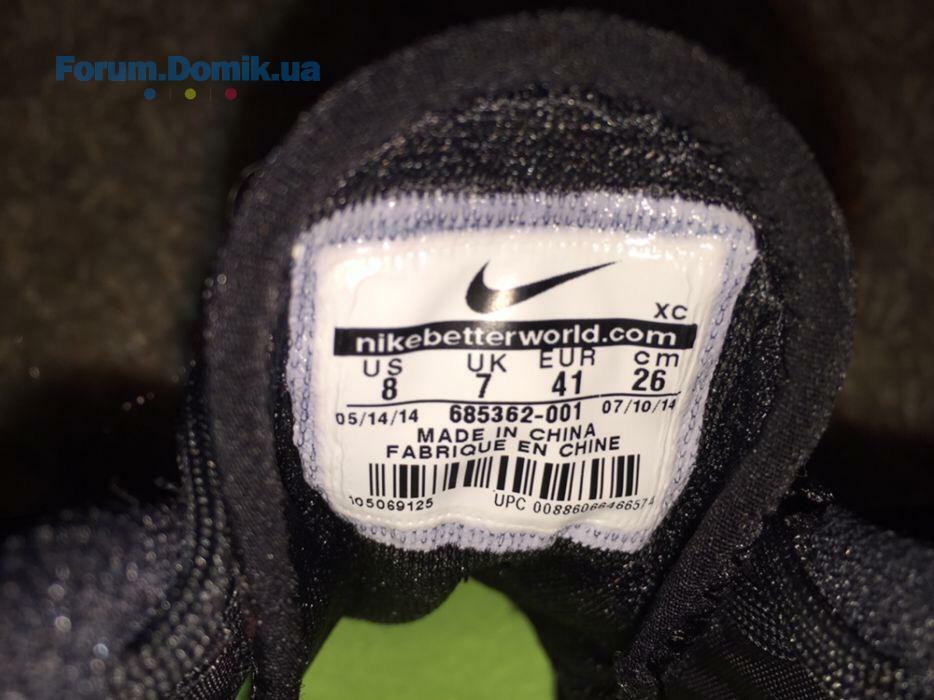 Forum.Domik.ua
XC
nikebetterworld.com
US UK EUR cm
8 7 41 26
05/14/14 685362-001 07/10/14
MADE IN CHINA
FABRIQUE EN CHINE
105069125 UPC